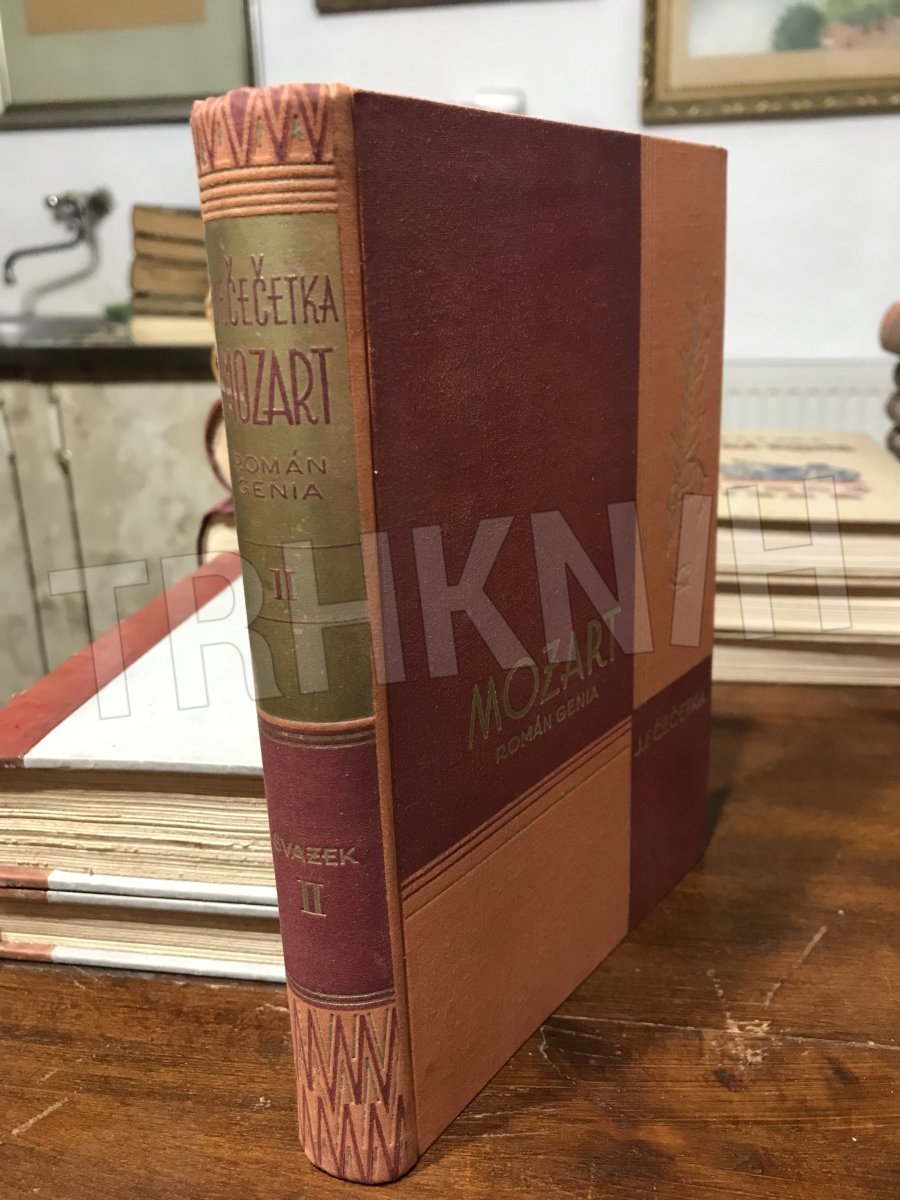 F. ČEČETKA
MOZART
ROMÁN
GENIA
II
SVAZEK
II
MOZART
ROMÁN GENIA
J.F.ČEČETKA
TRHKNIH